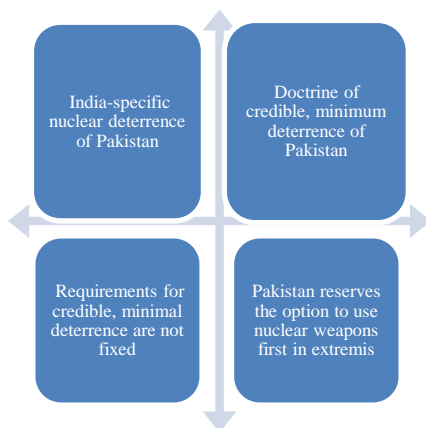 India-specific
nuclear deterrence
of Pakistan
Doctrine of
credible, minimum
deterrence of
Pakistan
Requirements for
credible, minimal
deterrence are not
fixed
Pakistan reserves
the option to use
nuclear weapons
first in extremis